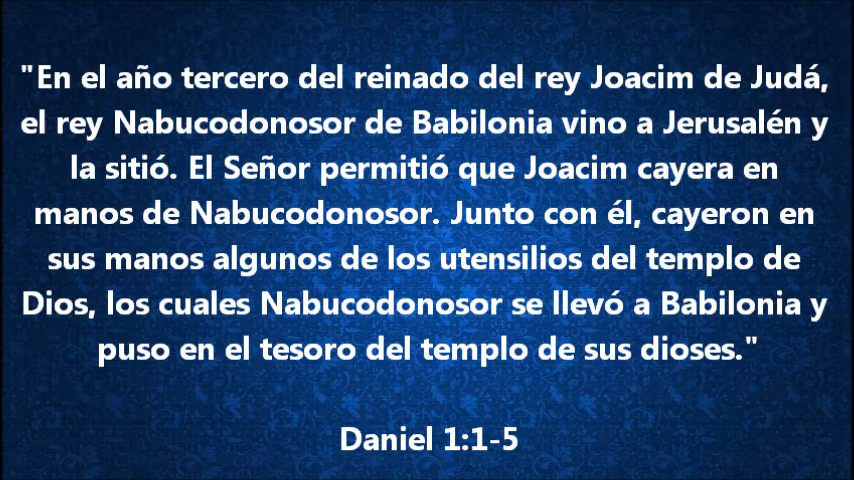 "En el año tercero del reinado del rey Joacim de Judá,
el rey Nabucodonosor de Babilonia vino a Jerusalén y
la sitió. El Señor permitió que Joacim cayera en
manos de Nabucodonosor. Junto con él, cayeron en
sus manos algunos de los utensilios del templo de
Dios, los cuales Nabucodonosor se llevó a Babilonia y
puso en el tesoro del templo de sus dioses."
Daniel 1:1-5